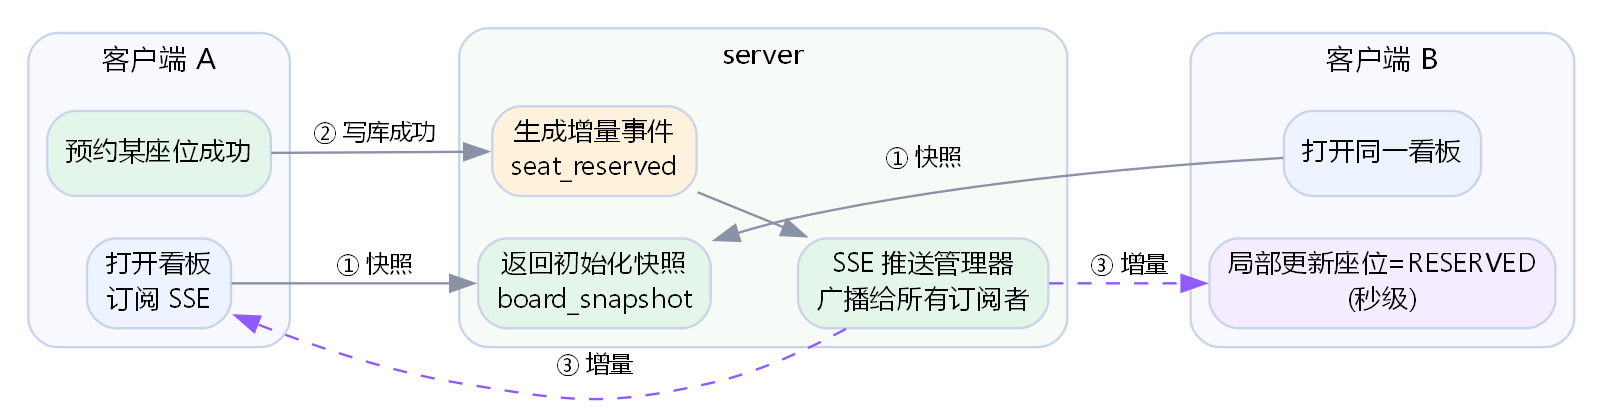 客户端 A
预约某座位成功
打开看板
订阅 SSE
② 写库成功
① 快照
server
生成增量事件
seat_reserved
返回初始化快照
board_snapshot
SSE 推送管理器
广播给所有订阅者
① 快照
③ 增量
③ 增量
客户端 B
打开同一看板
局部更新座位=RESERVED
(秒级)